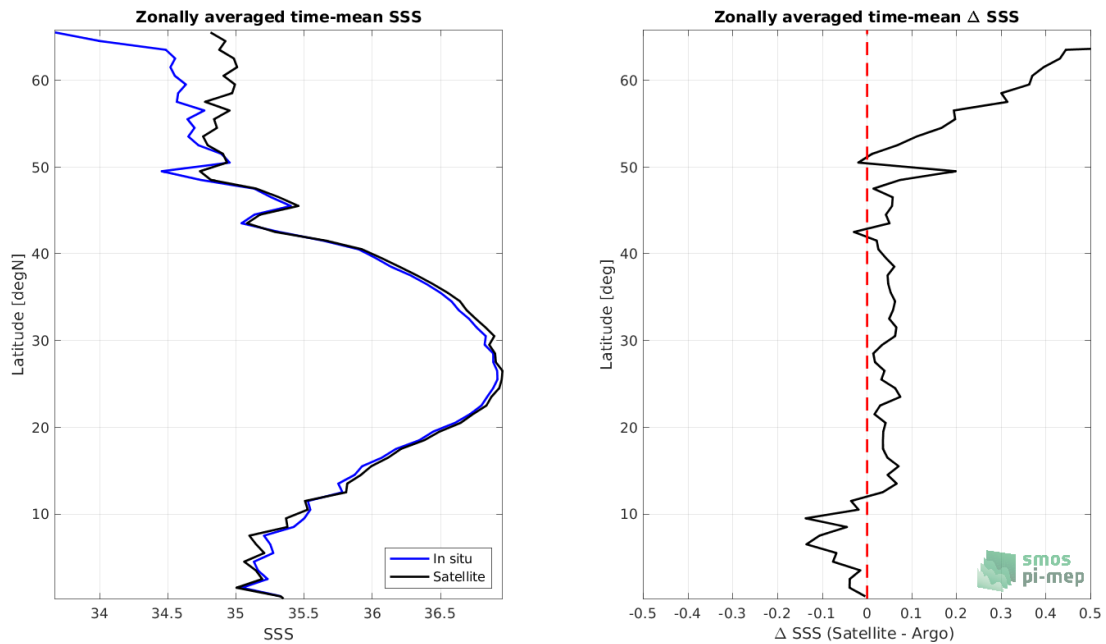 Zonally averaged time-mean SSS
Latitude [degN]
60
50
40
30
20
10
34
34.5
35
35.5
36
36.5
SSS
In situ
Satellite
Zonally averaged time-mean Δ SSS
Latitude [deg]
60
50
40
30
20
10
-0.5
-0.4
-0.3
-0.2
-0.1
0
0.1
0.2
0.3
0.4
0.5
Δ SSS (Satellite - Argo)
smos
pi-mep